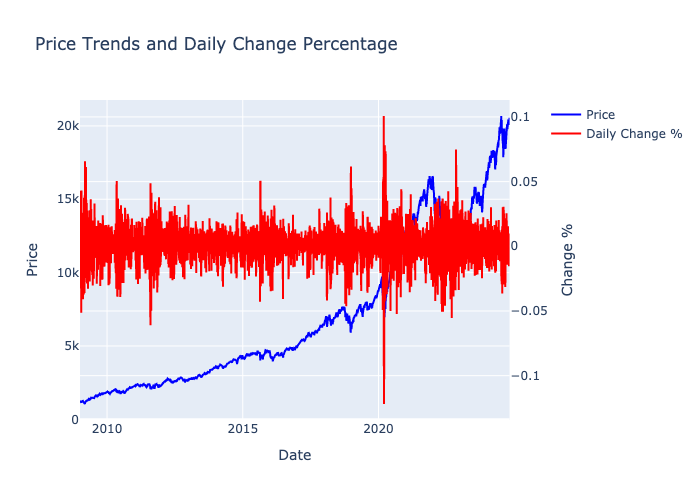 Price Trends and Daily Change Percentage
Price
Daily Change %
20k
15k
10k
5k
0
0.1
0.05
0
−0.05
−0.1
2010
2015
2020
Price
Change %
Date